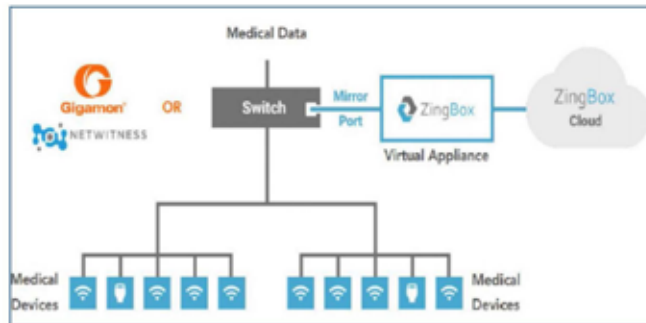 Medical Data
Gigamon®
OR
NETWITNESS
Switch
Mirror
Port
ZingBox
Virtual Appliance
ZingBox
Cloud
Medical
Devices
Medical
Devices